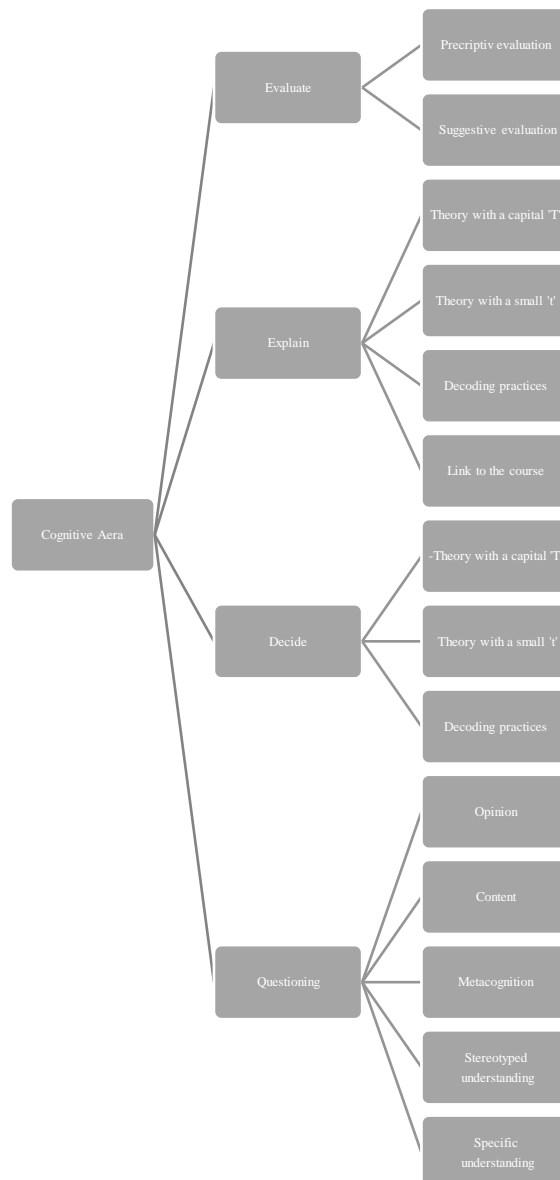 Precriptiv evaluation
Evaluate
Suggestive evaluation
Theory with a capital 'T'
Theory with a small 't'
Explain
Decoding practices
Link to the course
Cognitive Aera
-Theory with a capital 'T
Decide
Theory with a small 't'
Decoding practices
Opinion
Content
Questioning
Metacognition
Stereotyped
understanding
Specific
understanding